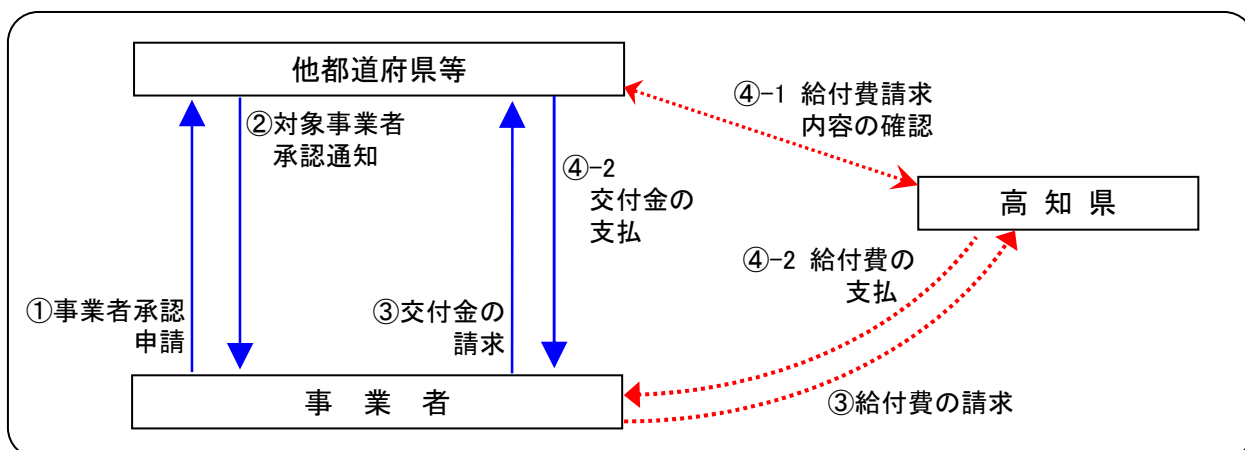 他都道府県等
④-1 給付費請求
内容の確認
②対象事業者
承認通知
④-2
交付金の
支払
高 知 県
④-2 給付費の
支払
①事業者承認
申請
③交付金の
請求
事 業 者
③給付費の請求